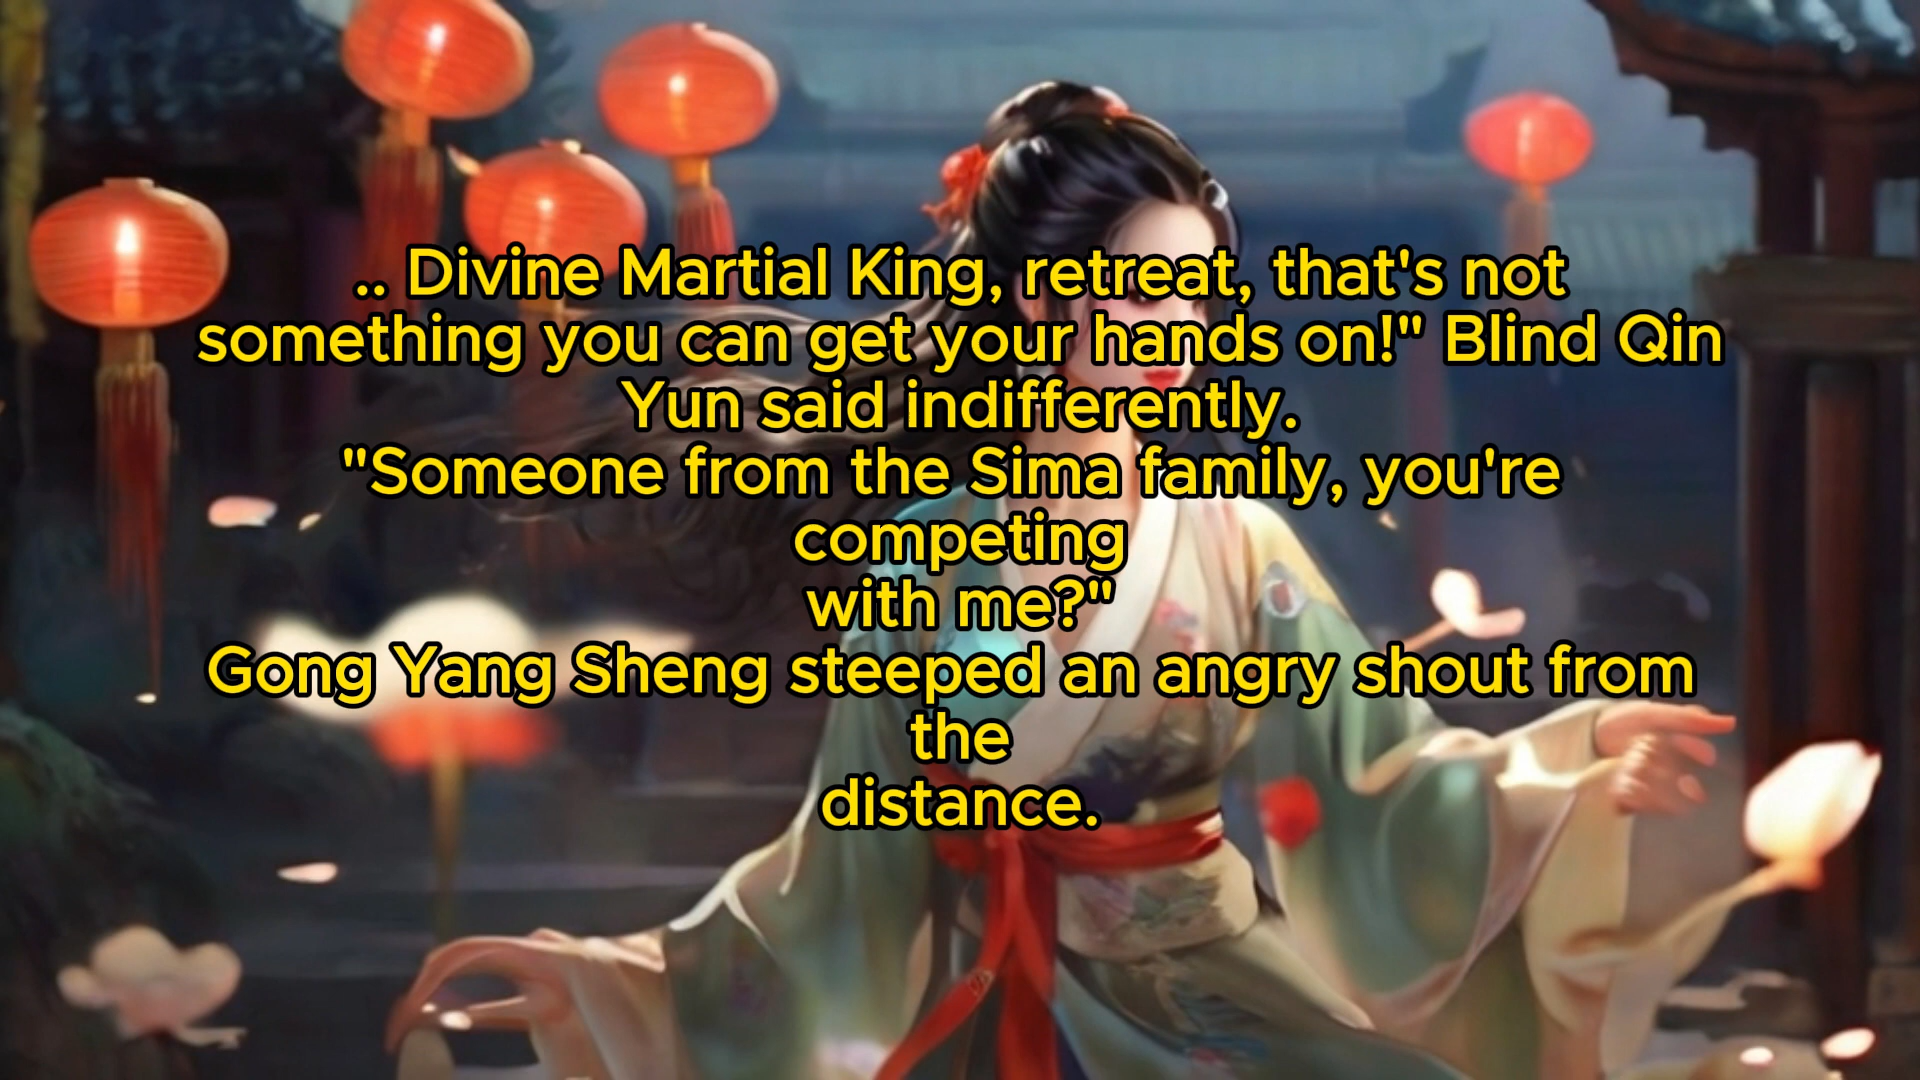 .. Divine Martial King, retreat, that's not
something you can get your hands on!" Blind Qin
Yun said indifferently.
"Someone from the Sima family, you're
competing
with me?"
Gong Yang Sheng steeped an angry shout from
the
distance.